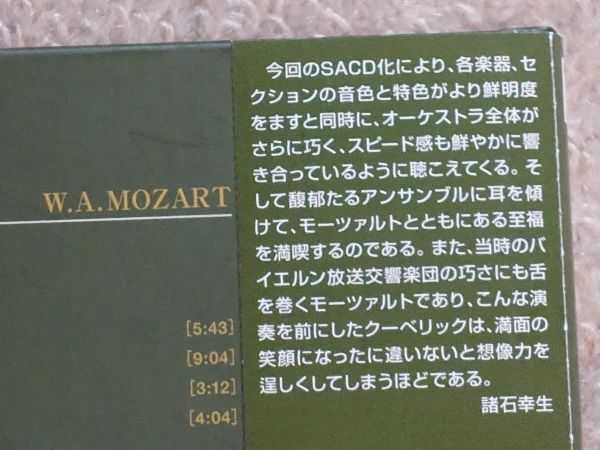 W.A.MOZART
[5:43]
[9:04]
[3:12]
[4:04]
今回のSACD化により、各楽器、セ
クションの音色と特色がより鮮明度
をますと同時に、オーケストラ全体が
さらに巧く、スピード感も鮮やかに響
き合っているように聴こえてくる。そ
して馥郁たるアンサンブルに耳を傾
けて、モーツァルトとともにある至福
を満喫するのである。また、当時のバ
イエルン放送交響楽団の巧さにも舌
を巻くモーツァルトであり、こんな演
奏を前にしたクーベリックは、満面の
笑顔になったに違いないと想像力を
逞しくしてしまうほどである。
諸石幸生